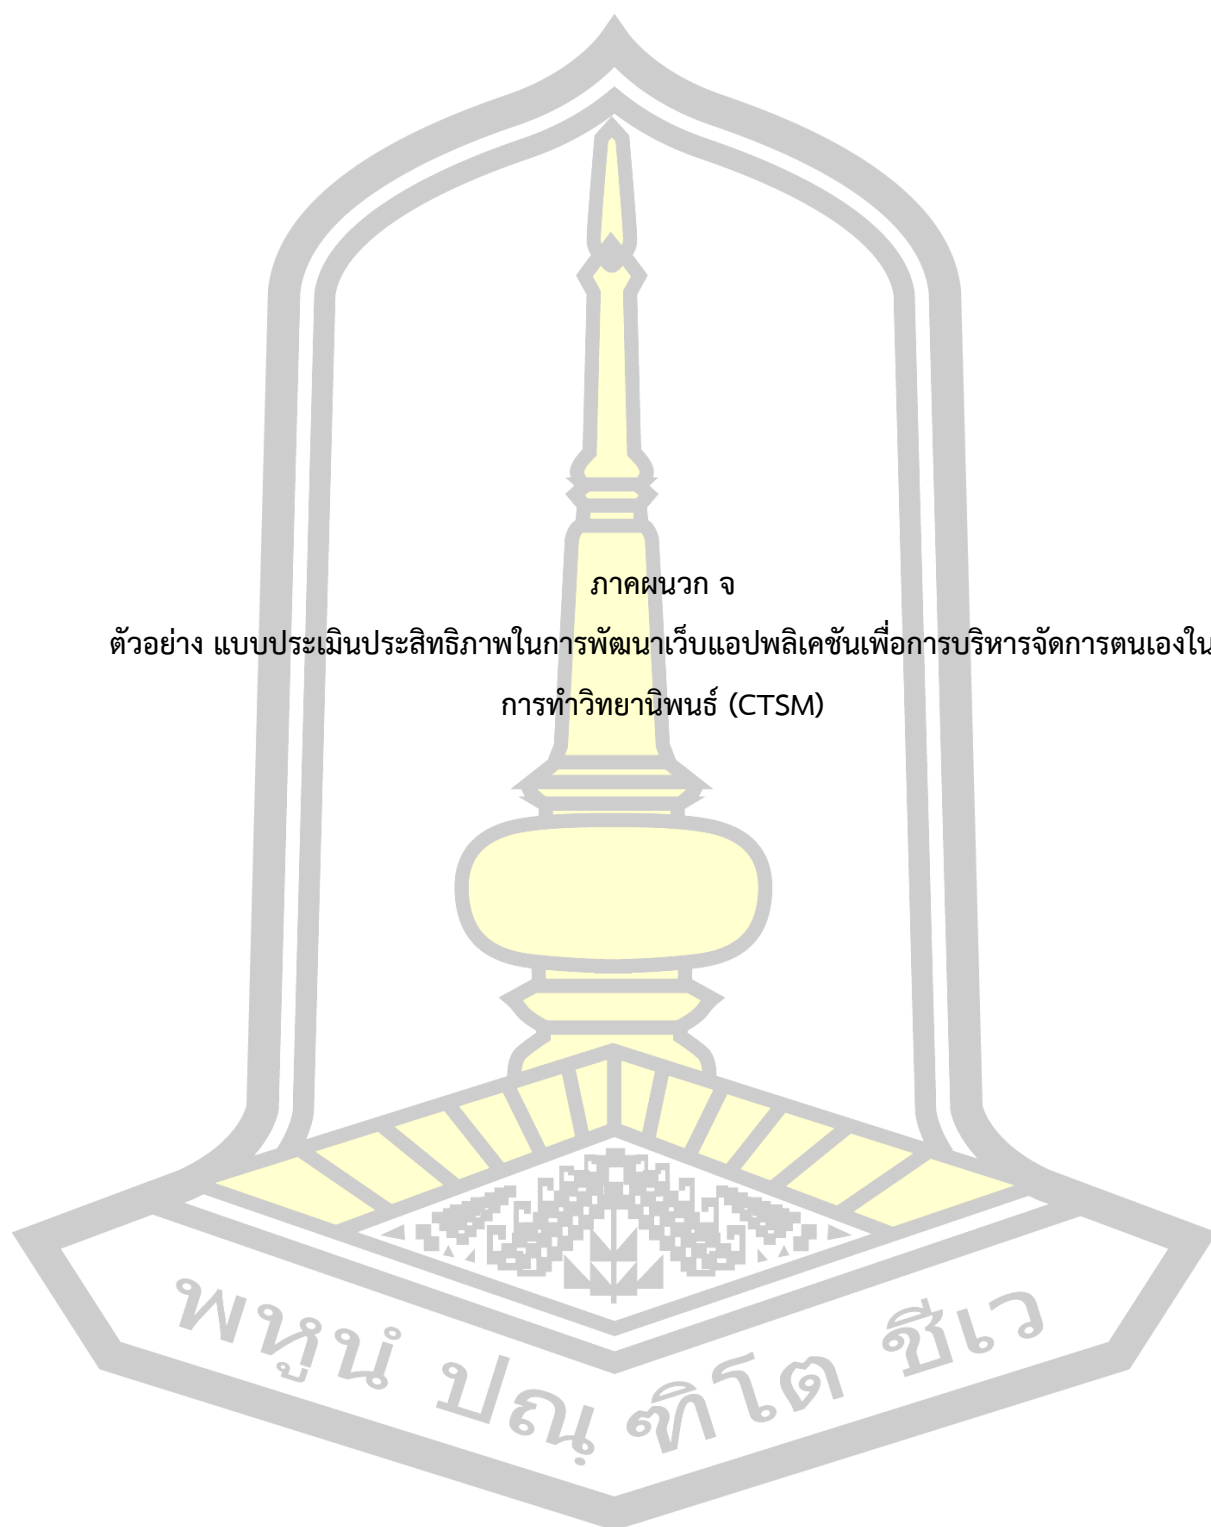 ภาคผนวก จ
ตัวอย่าง แบบประเมินประสิทธิภาพในการพัฒนาเว็บแอปพลิเคชันเพื่อการบริหารจัดการตนเองใน
การทำวิทยานิพนธ์ (CTSM)
พหูนํ ปณฺฑิโต ชีเว